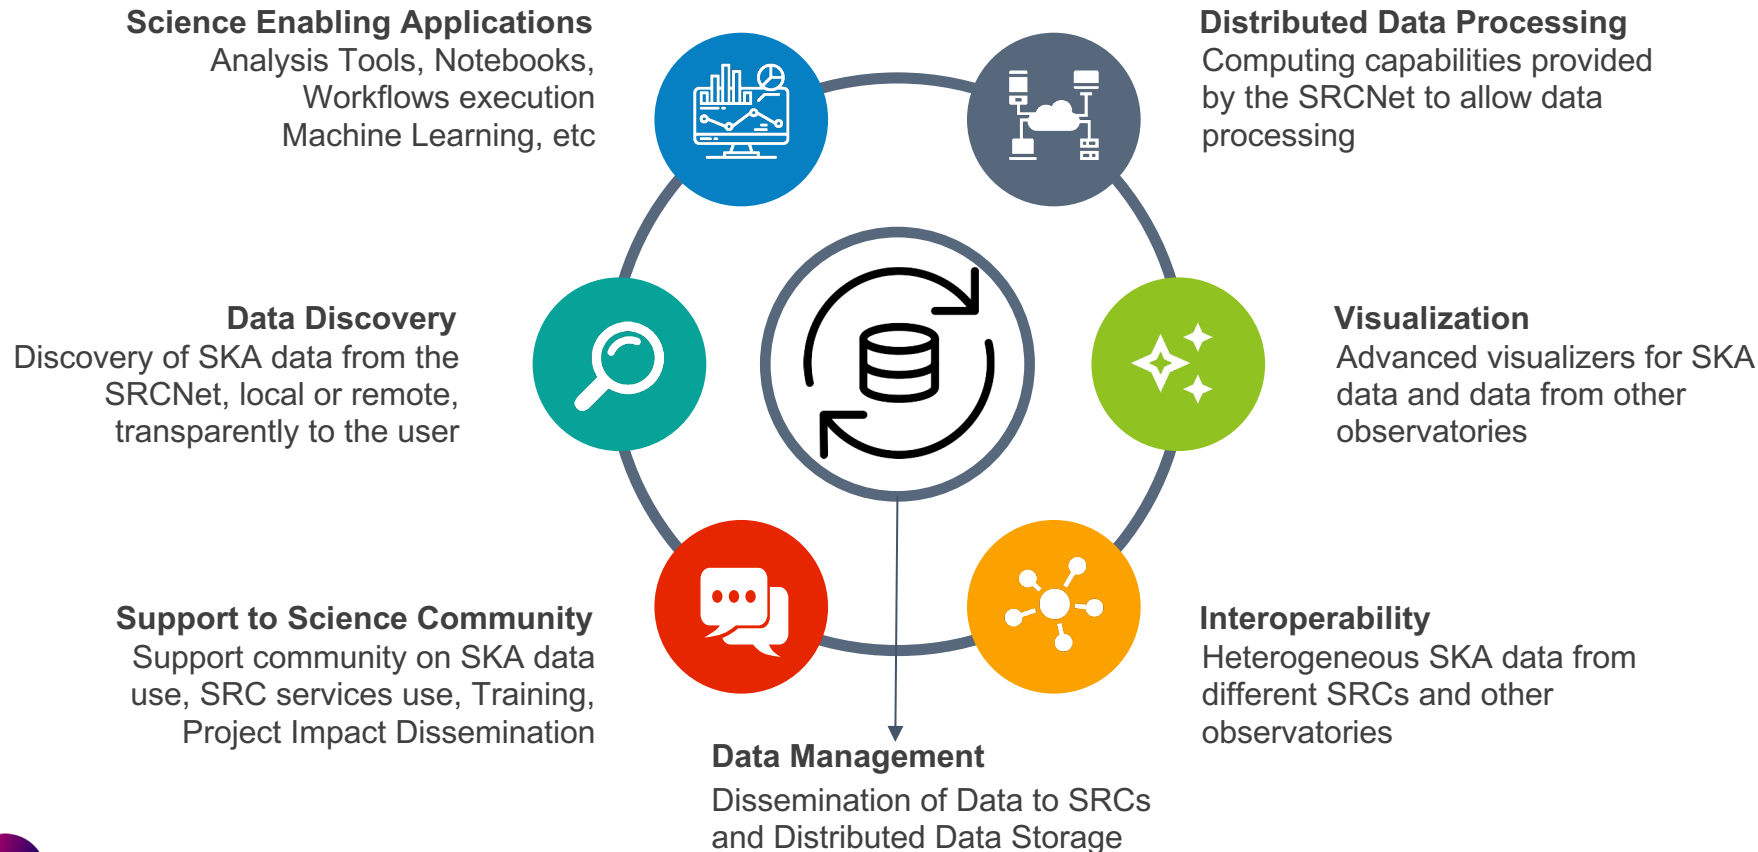 Science Enabling Applications
Analysis Tools, Notebooks,
Workflows execution
Machine Learning, etc
Distributed Data Processing
Computing capabilities provided
by the SRCNet to allow data
processing
Data Discovery
Discovery of SKA data from the
SRCNet, local or remote,
transparently to the user
Visualization
Advanced visualizers for SKA
data and data from other
observatories
Support to Science Community
Support community on SKA data
use, SRC services use, Training,
Project Impact Dissemination
Interoperability
Heterogeneous SKA data from
different SRCs and other
observatories
Data Management
Dissemination of Data to SRCs
and Distributed Data Storage